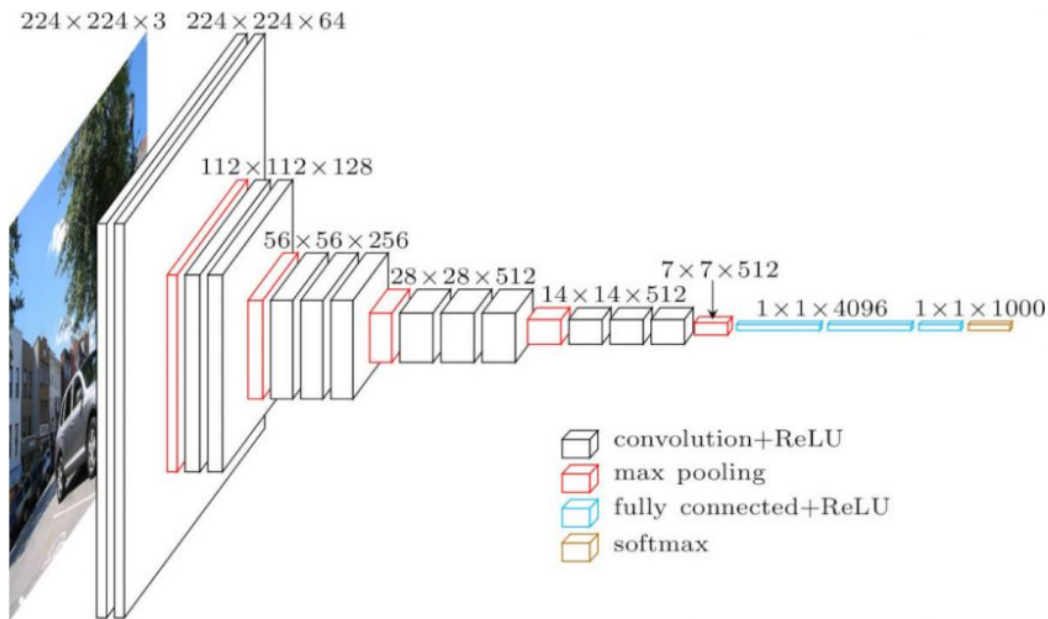 224×224×3
224×224×64
112×112×128
56×56×256
28×28×512
14×14×512
7×7×512
1×1×4096
1×1×1000
convolution+ReLU
max pooling
fully connected+ReLU
softmax